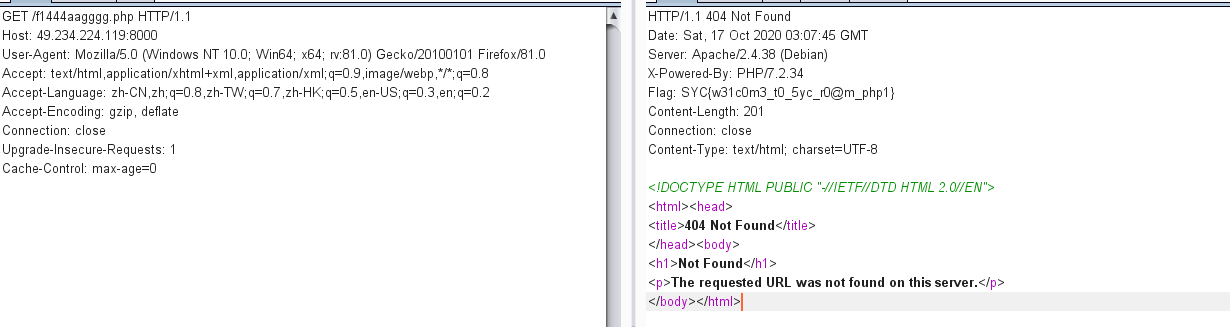 GET /f1444aagggg.php HTTP/1.1
Host: 49.234.224.119:8000
User-Agent: Mozilla/5.0 (Windows NT 10.0; Win64; x64; rv:81.0) Gecko/20100101 Firefox/81.0
Accept: text/html,application/xhtml+xml,application/xml;q=0.9,image/webp,*/*;q=0.8
Accept-Language: zh-CN,zh;q=0.8,zh-TW;q=0.7,zh-HK;q=0.5,en-US;q=0.3,en;q=0.2
Accept-Encoding: gzip, deflate
Connection: close
Upgrade-Insecure-Requests: 1
Cache-Control: max-age=0
HTTP/1.1 404 Not Found
Date: Sat, 17 Oct 2020 03:07:45 GMT
Server: Apache/2.4.38 (Debian)
X-Powered-By: PHP/7.2.34
Flag: SYC{w31c0m3_t0_5yc_r0@m_php1}
Content-Length: 201
Connection: close
Content-Type: text/html; charset=UTF-8
<!DOCTYPE HTML PUBLIC "-//IETF//DTD HTML 2.0//EN">
<html><head>
<title>404 Not Found</title>
</head><body>
<h1>Not Found</h1>
<p>The requested URL was not found on this server.</p>
</body></html>